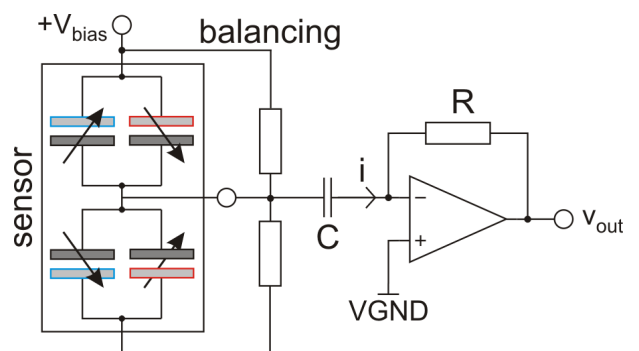 +Vbias
balancing
sensor
R
i
C
−
+
VGND
vout